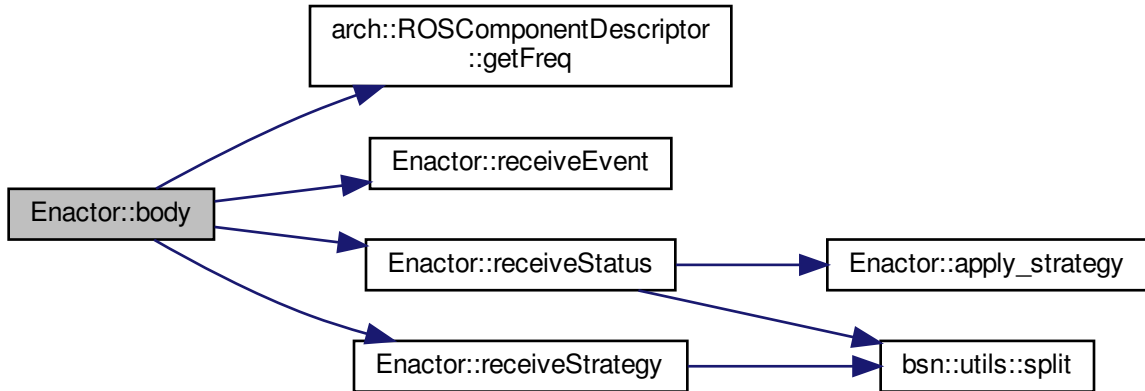 arch::ROSComponentDescriptor
::getFreq
Enactor::receiveEvent
Enactor::body
Enactor::receiveStatus
Enactor::apply_strategy
Enactor::receiveStrategy
bsn::utils::split